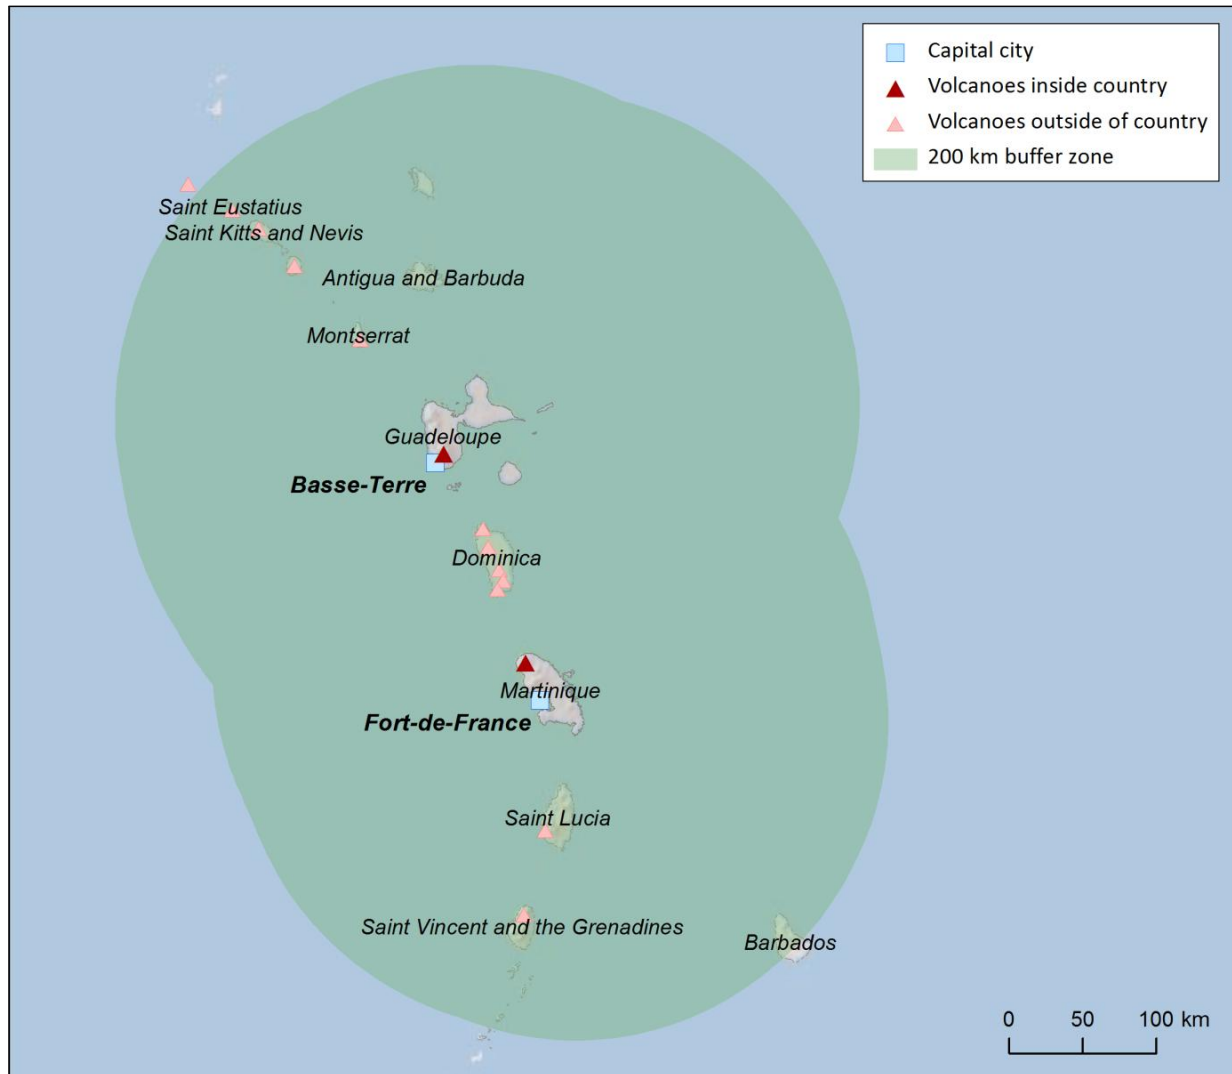 Capital city
Volcanoes inside country
Volcanoes outside of country
200 km buffer zone
Saint Eustatius
Saint Kitts and Nevis
Antigua and Barbuda
Montserrat
Guadeloupe
Basse-Terre
Dominica
Martinique
Fort-de-France
Saint Lucia
Saint Vincent and the Grenadines
Barbados
0 50 100 km